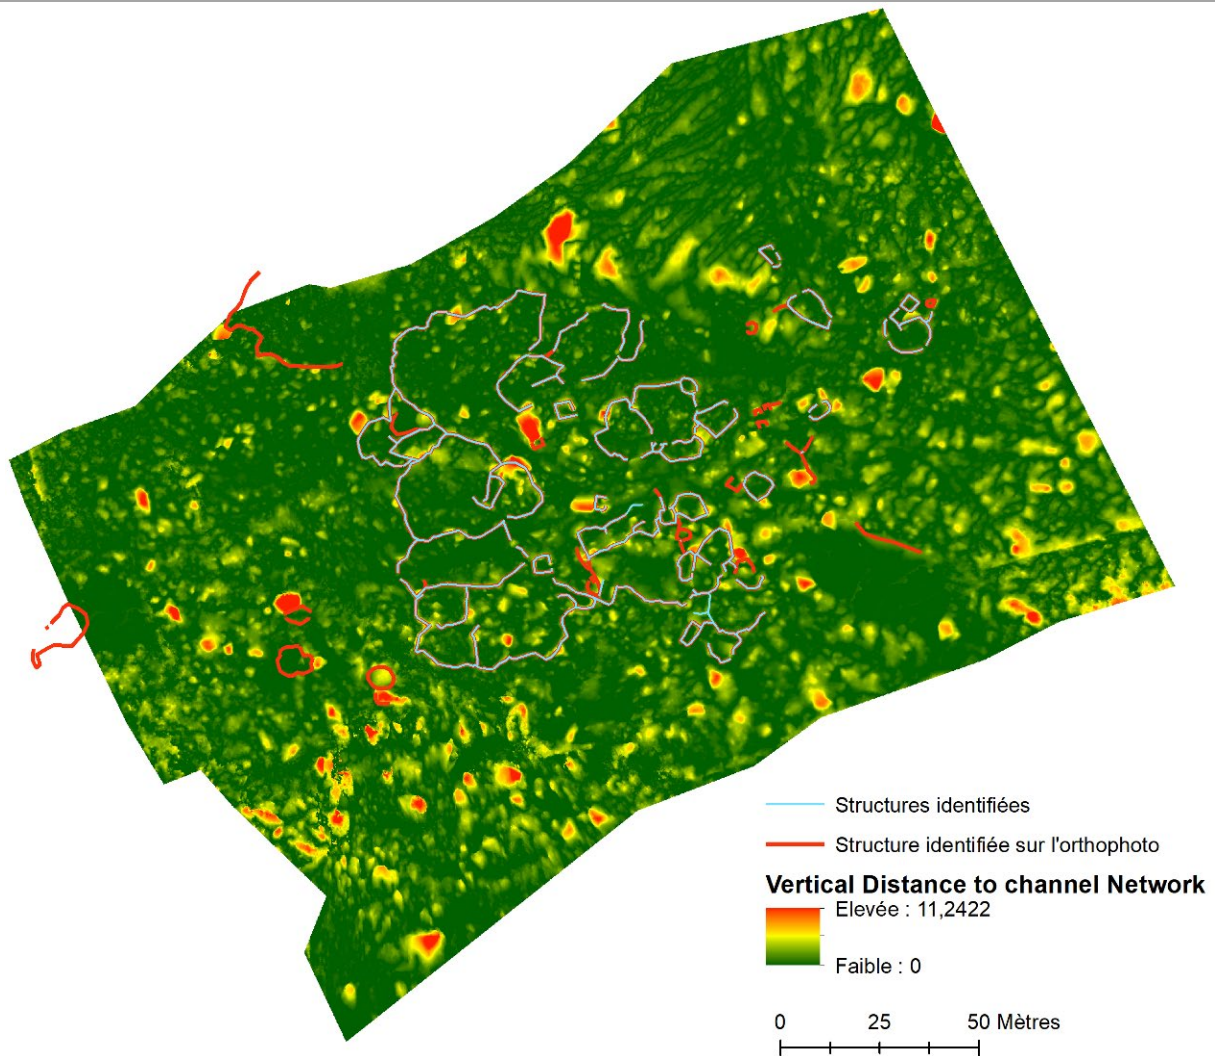 Structures identifiées
Structure identifiée sur l'orthophoto
Vertical Distance to channel Network
Elevée : 11,2422
Faible : 0
0 25 50 Mètres